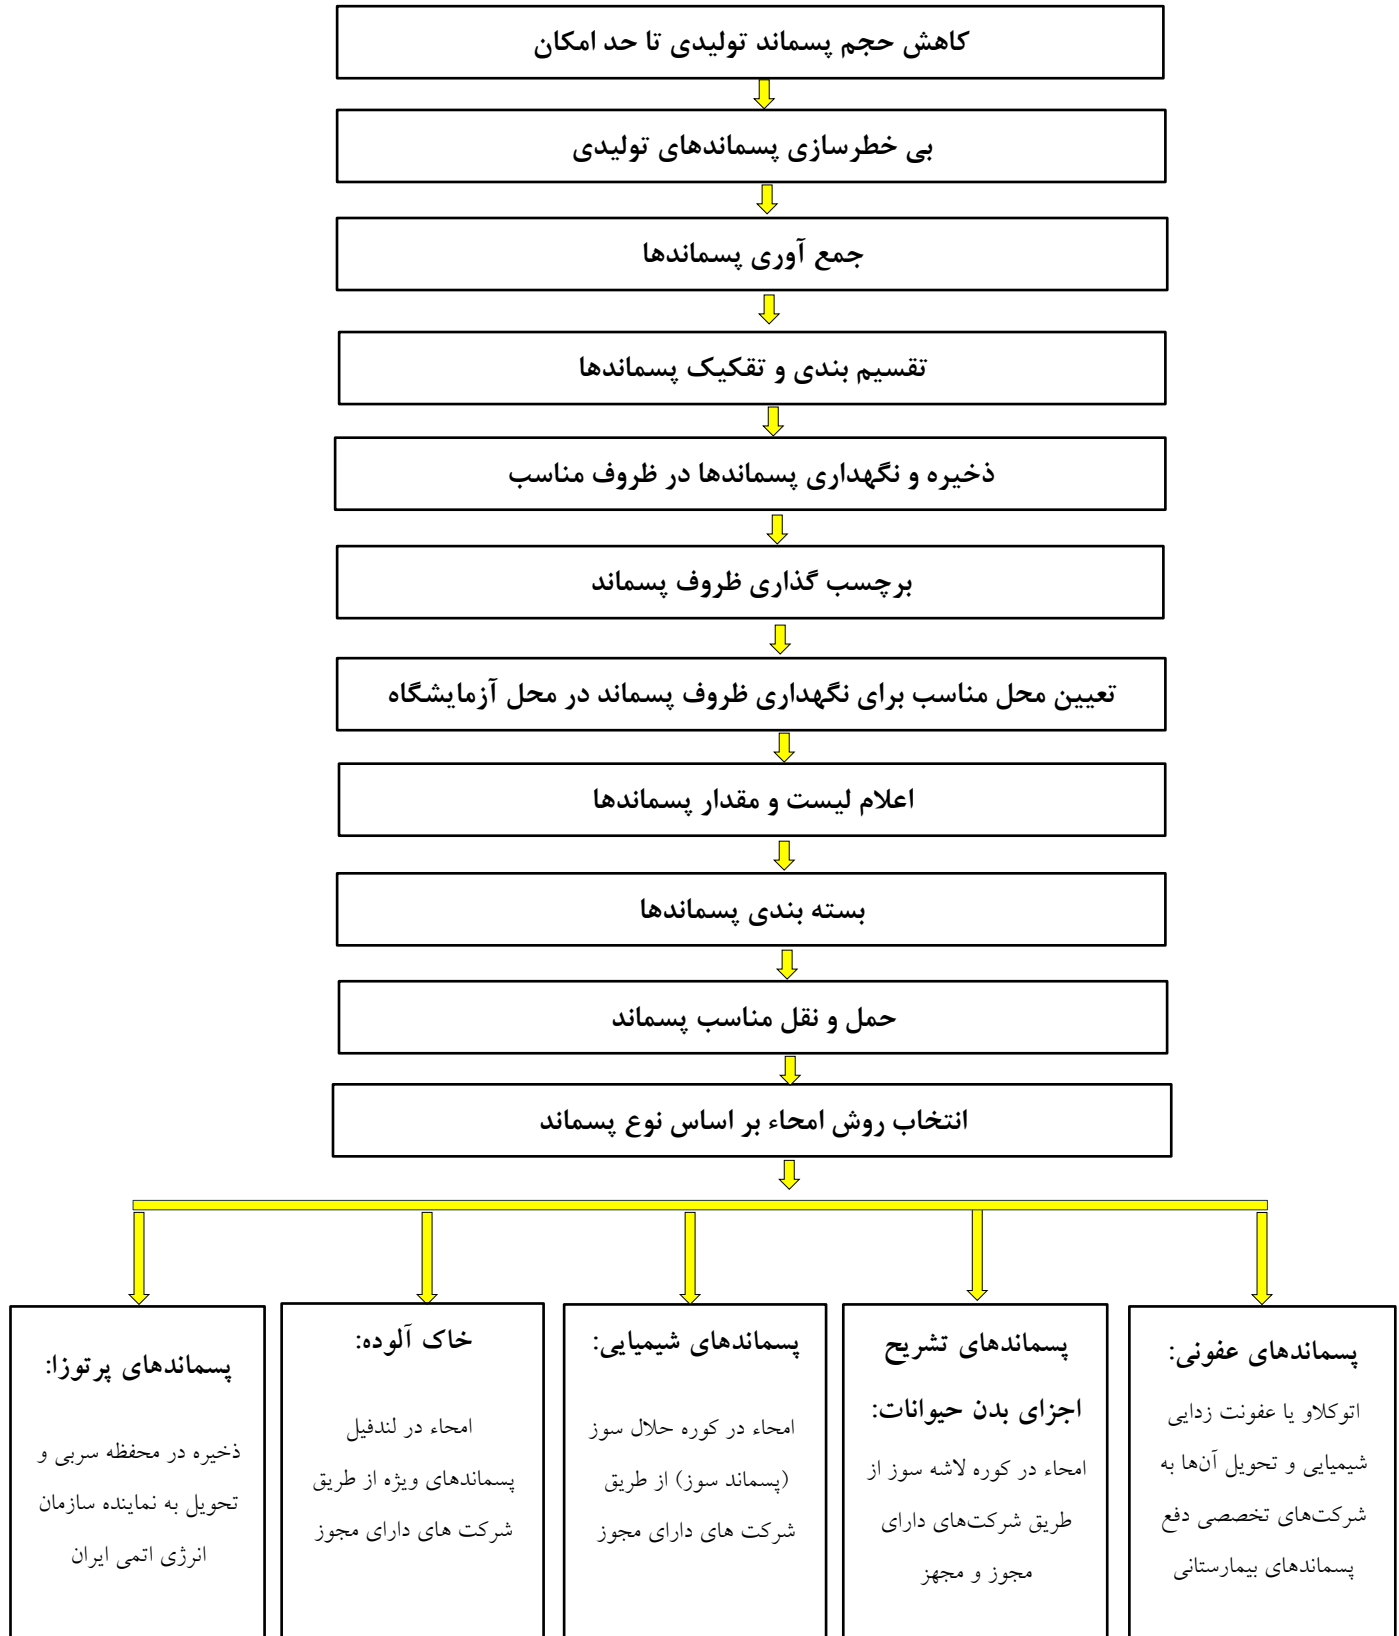 کاهش حجم پسماند تولیدی تا حد امکان
بی خطرسازی پسماندهای تولیدی
جمع آوری پسماندها
تقسیم بندی و تقکیک پسماندها
ذخیره و نگهداری پسماندها در ظروف مناسب
برچسب گذاری ظروف پسماند
تعیین محل مناسب برای نگهداری ظروف پسماند در محل آزمایشگاه
اعلام لیست و مقدار پسماندها
بسته بندی پسماندها
حمل و نقل مناسب پسماند
انتخاب روش امحاء بر اساس نوع پسماند
پسماندهای عفونی:
اتوکلاو یا عفونت زدایی
شیمیایی و تحویل آن‌ها به
شرکت‌های تخصصی دفع
پسماندهای بیمارستانی
پسماندهای تشریح
اجزای بدن حیوانات:
امحاء در کوره لاشه سوز از
طریق شرکت‌های دارای
مجوز و مجهز
پسماندهای شیمیایی:
امحاء در کوره حلال سوز
(پسماند سوز) از طریق
شرکت های دارای مجوز
خاک آلوده:
امحاء در لندفیل
پسماندهای ویژه از طریق
شرکت های دارای مجوز
پسماندهای پرتوزا:
ذخیره در محفظه سربی و
تحویل به نماینده سازمان
انرژی اتمی ایران